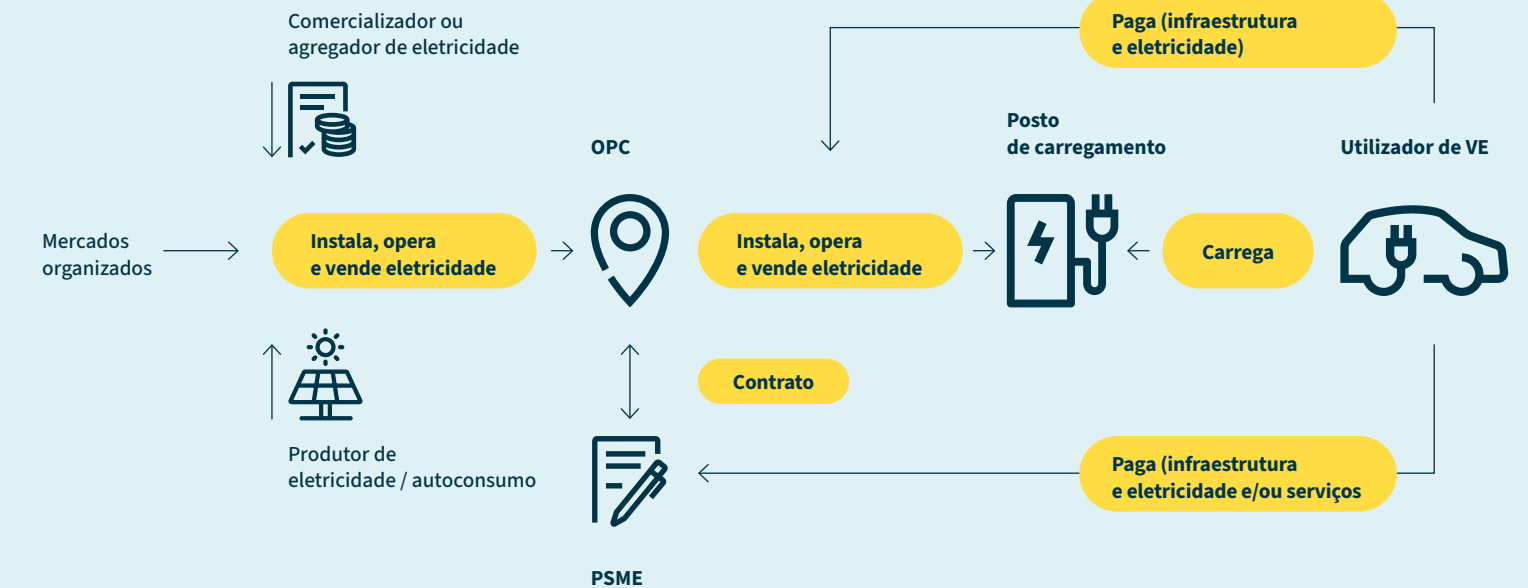 Comercializador ou
agregador de eletricidade
Paga (infraestrutura
e eletricidade)
OPC
Posto
de carregamento
Utilizador de VE
Mercados
organizados
Instala, opera
e vende eletricidade
Instala, opera
e vende eletricidade
Carrega
Contrato
Produtor de
eletricidade / autoconsumo
Paga (infraestrutura
e eletricidade e/ou serviços
PSME